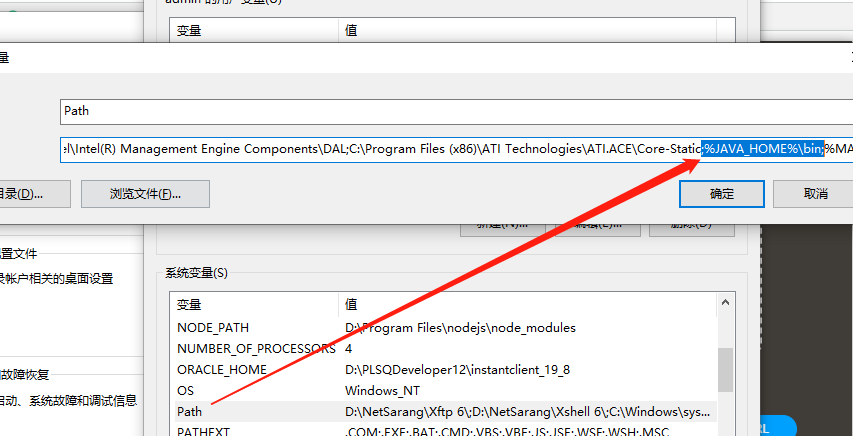 admin 的用户变量(U)
变量 值
量
Path
el\Intel(R) Management Engine Components\DAL;C:\Program Files (x86)\ATI Technologies\ATI.ACE\Core-Static;%JAVA_HOME%\bin;%MA
目录(D)... 浏览文件(F)... 确定 取消
新建(N)... 编辑(E)... 删除(D)
配置文件
录帐户相关的桌面设置
系统变量(S)
变量 值
NODE_PATH D:\Program Files\nodejs\node_modules
NUMBER_OF_PROCESSORS 4
ORACLE_HOME D:\PLSQDeveloper12\instantclient_19_8
OS Windows_NT
Path D:\NetSarang\Xftp 6\;D:\NetSarang\Xshell 6\;C:\Windows\sys...
PATHEXT .COM;.EXE;.BAT;.CMD;.VBS;.VBE;.JS;.JSE;.WSF;.WSH;.MSC
和故障恢复
启动、系统故障和调试信息
RL